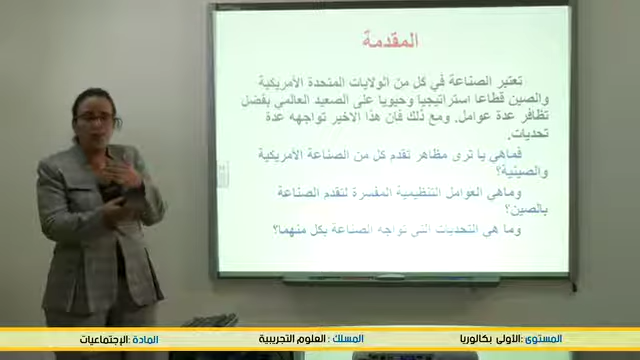 المقدمة
تعتبر الصناعة في كل من الولايات المتحدة الأمريكية
والصين قطاعا استراتيجيا وحيويا على الصعيد العالمي بفضل
تظافر عدة عوامل. ومع ذلك فان هذا الاخير تواجهه عدة
تحديات.
فماهي يا ترى مظاهر تقدم كل من الصناعة الأمريكية
والصينية؟
وماهي العوامل التنظيمية المفسرة لتقدم الصناعة
بالصين؟
وما هى التحديات التى تواجه الصناعة بكل منهما؟
المستوى :الأولى بكالوريا
المسلك : العلوم التجريبية
المادة :الإجتماعيات